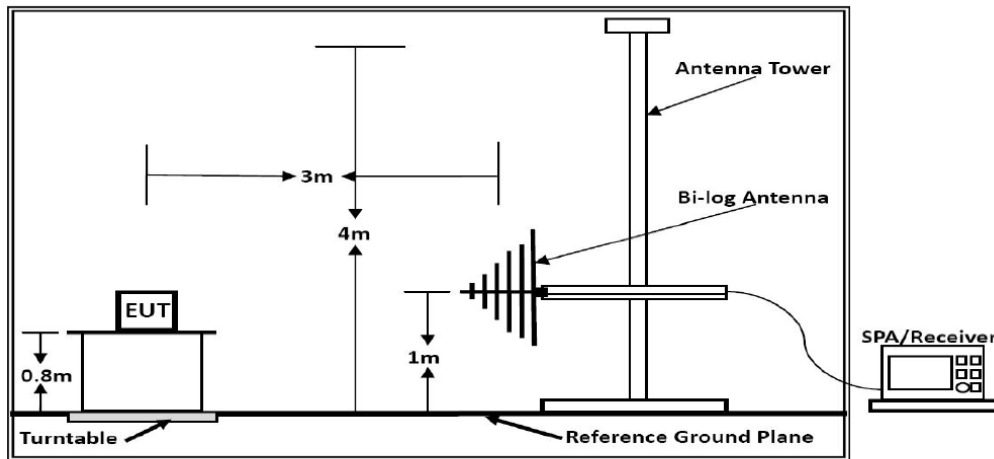 Antenna Tower
3m
Bi-log Antenna
4m
EUT
SPA/Receiver
1m
0.8m
Turntable
Reference Ground Plane